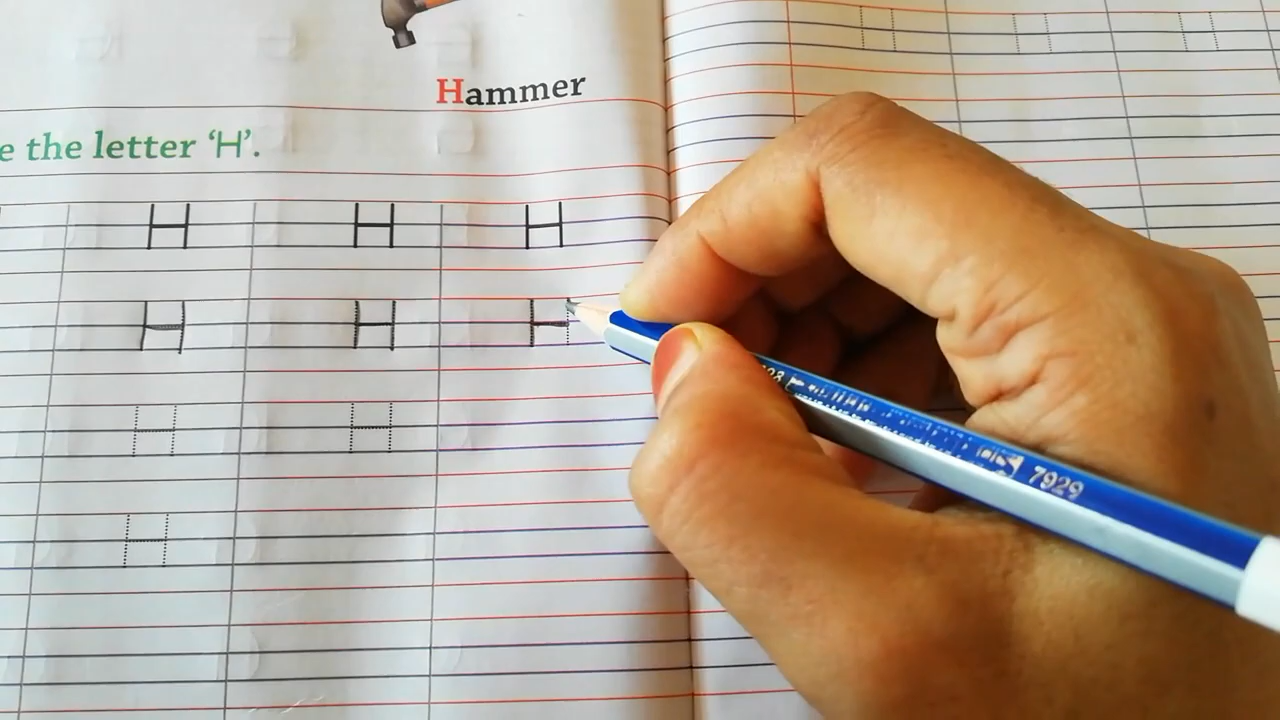 Hammer
e the letter 'H'.
H H H
H H H
H H
H
H H H
7929